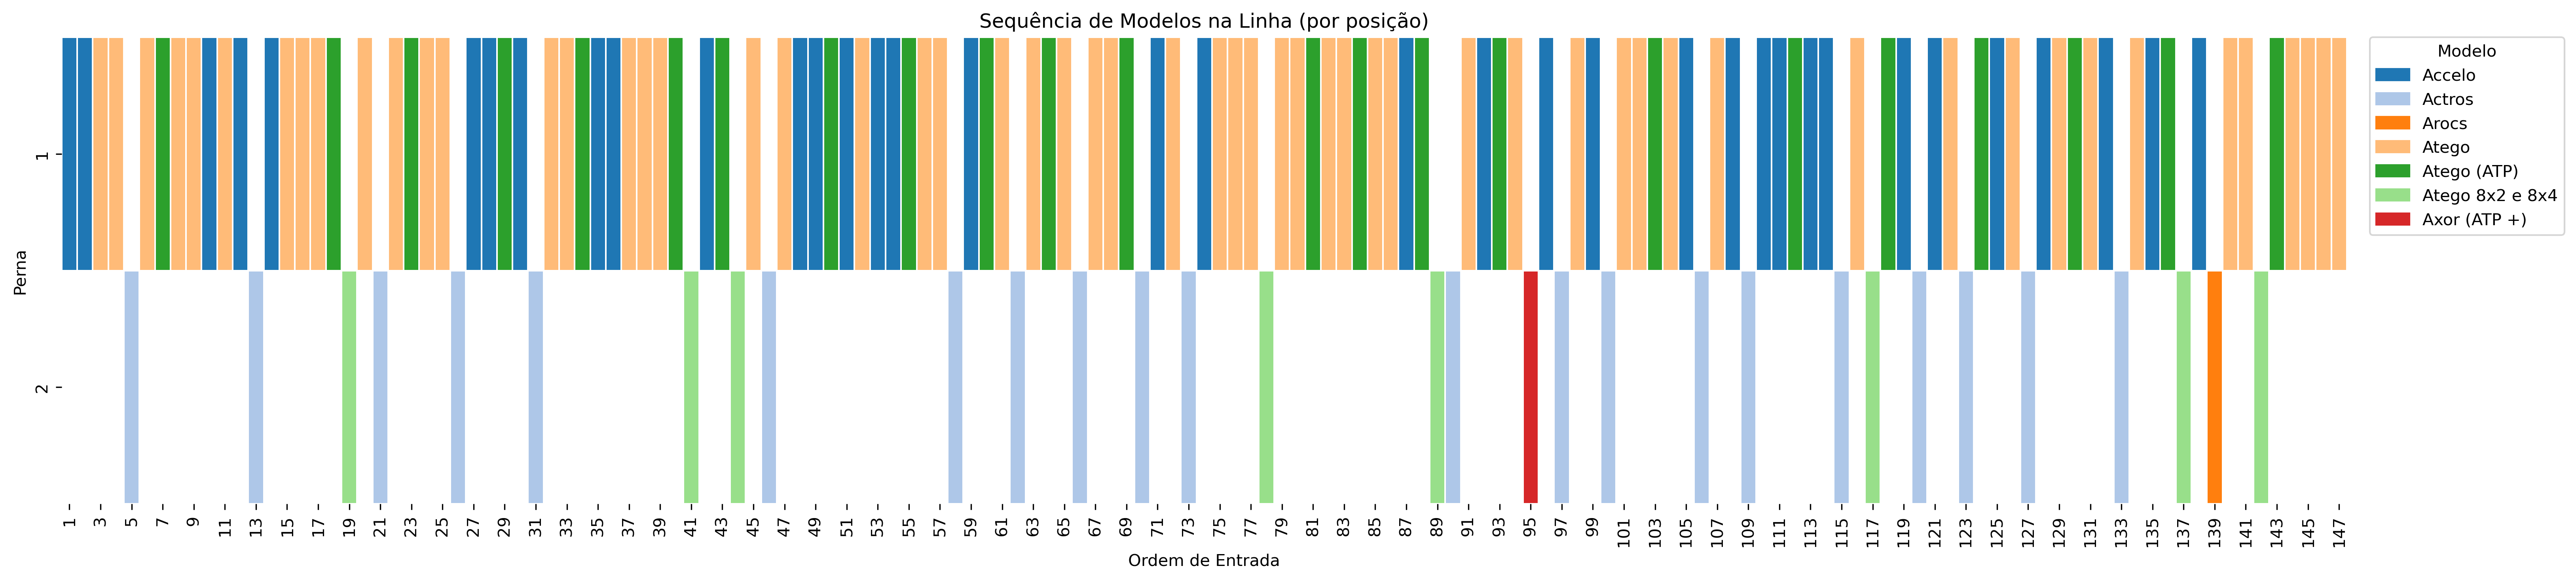 Sequência de Modelos na Linha (por posição)
Modelo
Accelo
Actros
Arocs
Atego
Atego (ATP)
Atego 8x2 e 8x4
Axor (ATP +)
Perna
1
2
1 3 5 7 9 11 13 15 17 19 21 23 25 27 29 31 33 35 37 39 41 43 45 47 49 51 53 55 57 59 61 63 65 67 69 71 73 75 77 79 81 83 85 87 89 91 93 95 97 99 101 103 105 107 109 111 113 115 117 119 121 123 125 127 129 131 133 135 137 139 141 143 145 147
Ordem de Entrada